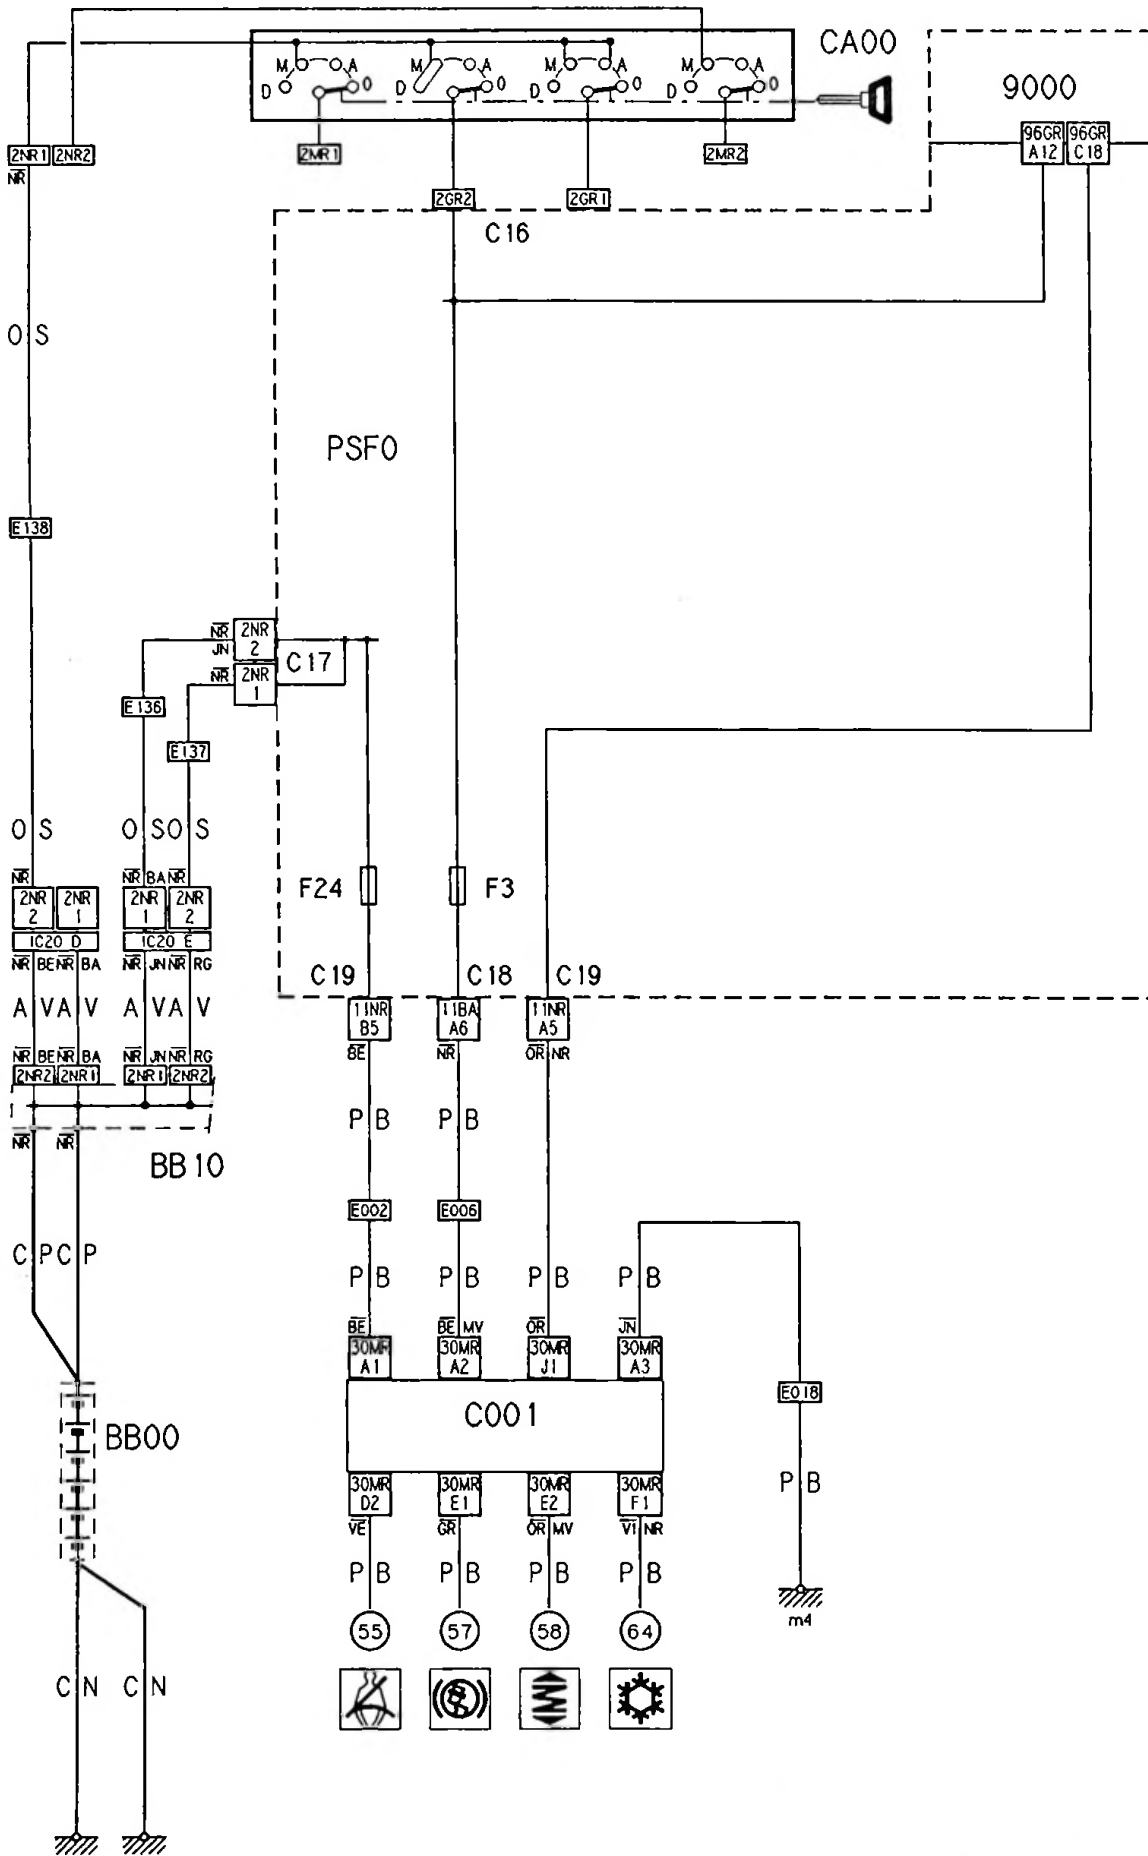 CA00
9000
M A M A M A M A
D O D O D O D O
96GR 96GR
A12 C18
2NR1 2NR2 2MR1 2MR2
NR
2GR2 2GR1
C16
O S
PSF0
E138
NR 2NR
JN 2
C17
NR 2NR
1
E136
E137
O S O S O S
NR NR BA NR
2NR 2NR 2NR 2NR
2 1 1 2
IC20 D IC20 E
F24 F3
NR BE NR BA NR JN NR RG
C19 C18 C19
A V A V A V A V
11NR 11BA 11NR
B5 A6 A5
BE NR OR NR
NR BE NR BA NR JN NR RG
2NR2 2NR1 2NR1 2NR2
P B P B
NR NR
BB10
E002 E006
C P C P
P B P B P B P B
BE BE MV OR JN
30MR 30MR 30MR 30MR
A1 A2 J1 A3
E018
C001
BB00
30MR 30MR 30MR 30MR
D2 E1 E2 F1
P B
VE GR OR MV VI NR
P B P B P B P B
m4
55 57 58 64
C N C N